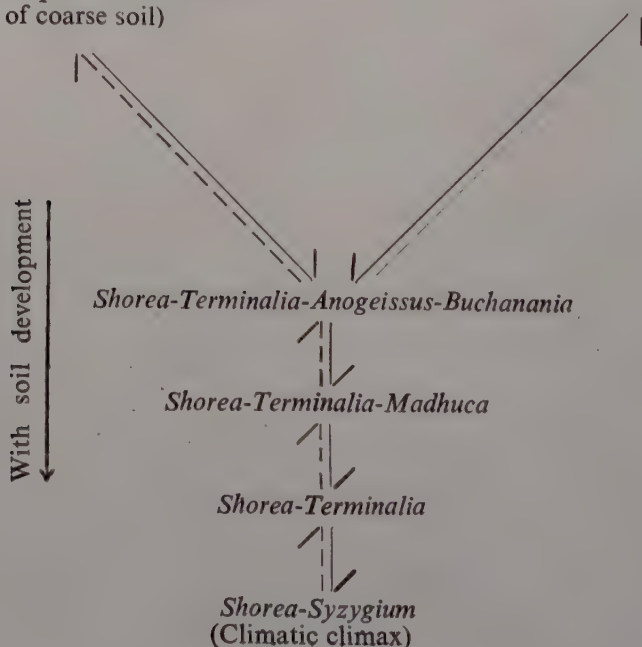 of coarse soil)
With soil development
Shorea-Terminalia-Anogeissus-Buchanania
Shorea-Terminalia-Madhuca
Shorea-Terminalia
Shorea-Syzygium
(Climatic climax)